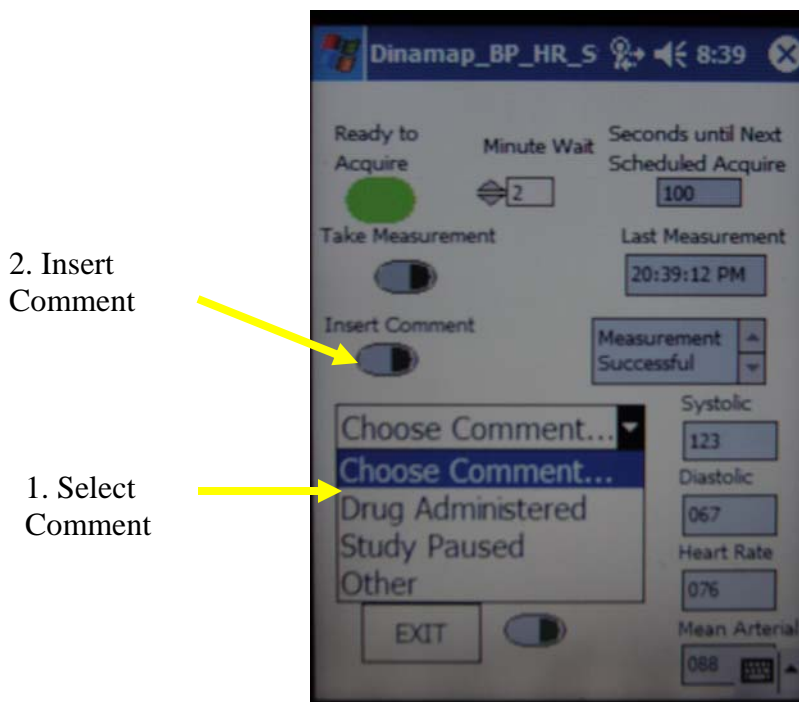 Dinamap_BP_HR_S 8:39
Ready to
Acquire
Minute Wait
2
Seconds until Next
Scheduled Acquire
100
Take Measurement
Last Measurement
20:39:12 PM
2. Insert
Comment
Insert Comment
Measurement
Successful
Choose Comment...
Choose Comment...
Drug Administered
Study Paused
Other
1. Select
Comment
Systolic
123
Diastolic
067
Heart Rate
076
Mean Arterial
088
EXIT